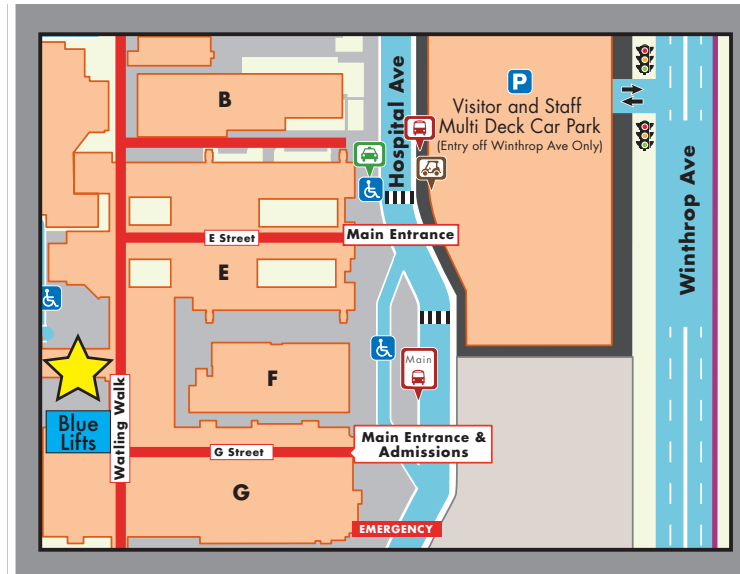 B
Hospital Ave
P
Visitor and Staff
Multi Deck Car Park
(Entry off Winthrop Ave Only)
Winthrop Ave
E Street
Main Entrance
E
F
Main
Blue
Lifts
Watling Walk
G Street
Main Entrance &
Admissions
G
EMERGENCY